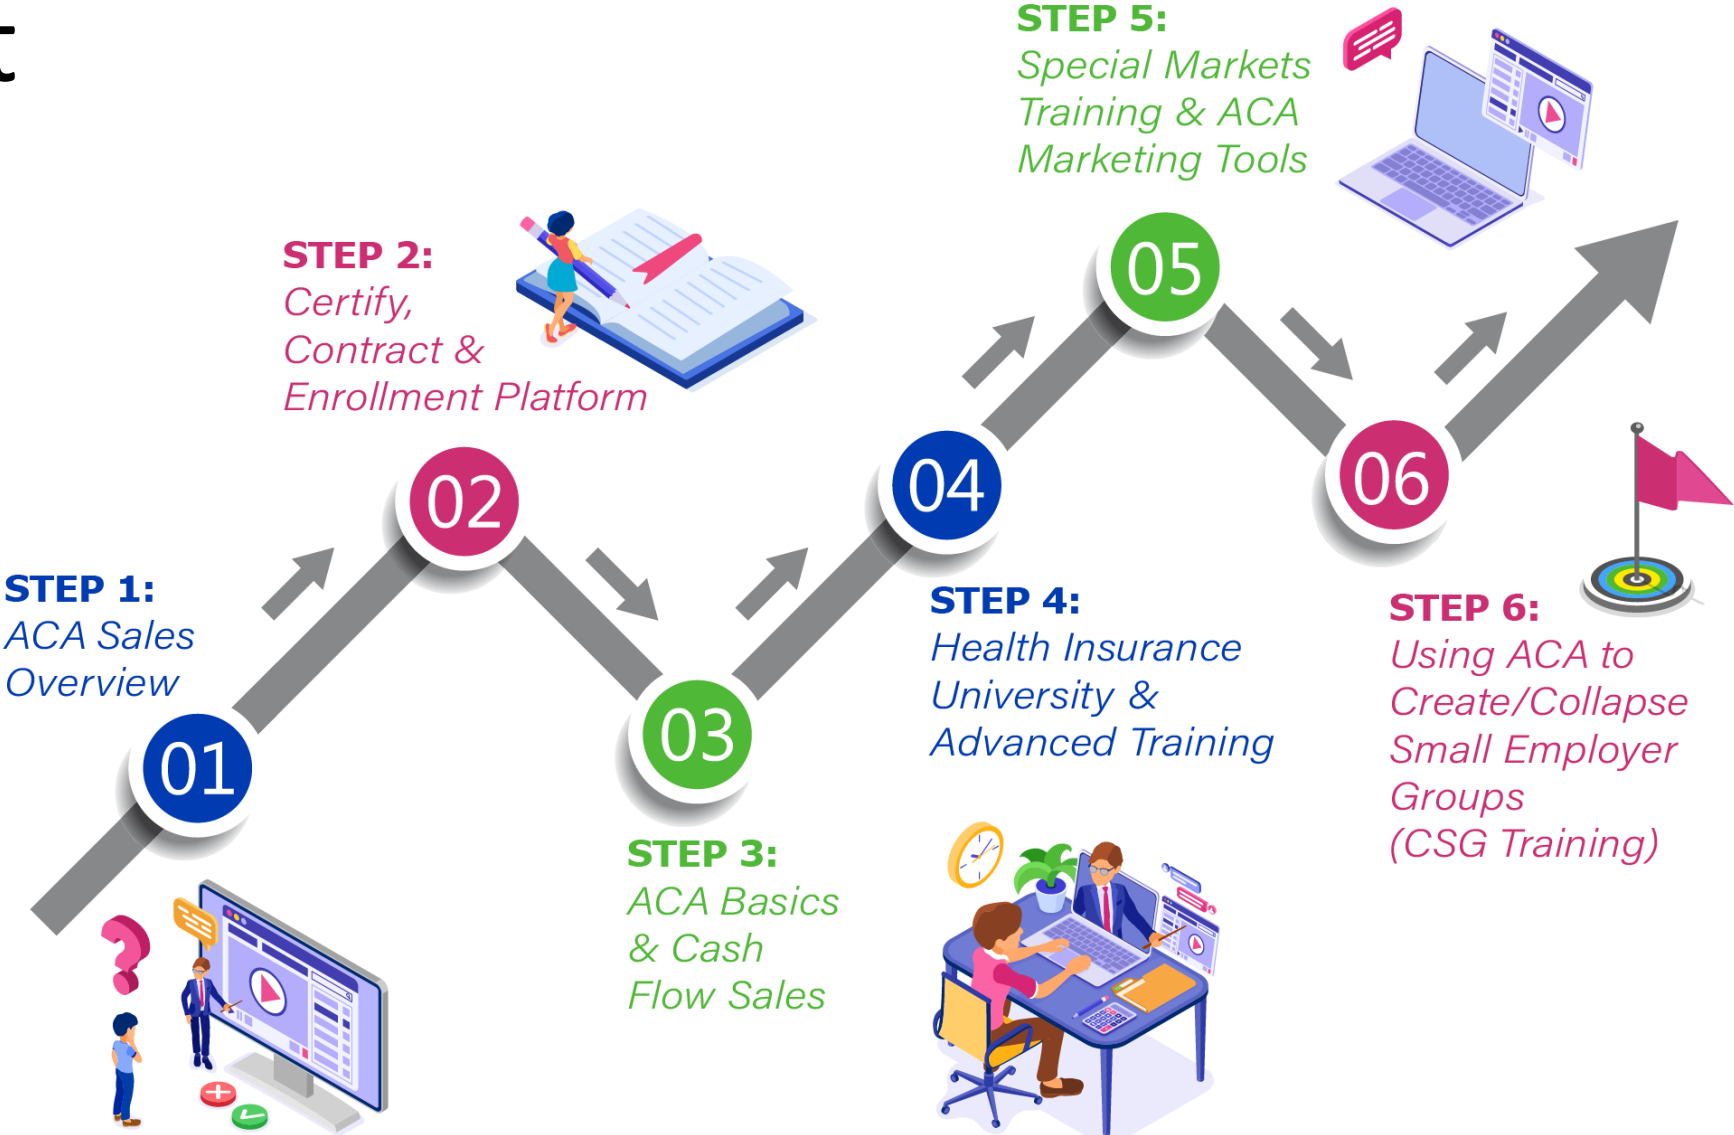 t
STEP 1:
ACA Sales
Overview
01
STEP 2:
Certify,
Contract &
Enrollment Platform
02
03
STEP 3:
ACA Basics
& Cash
Flow Sales
04
STEP 4:
Health Insurance
University &
Advanced Training
STEP 5:
Special Markets
Training & ACA
Marketing Tools
05
06
STEP 6:
Using ACA to
Create/Collapse
Small Employer
Groups
(CSG Training)